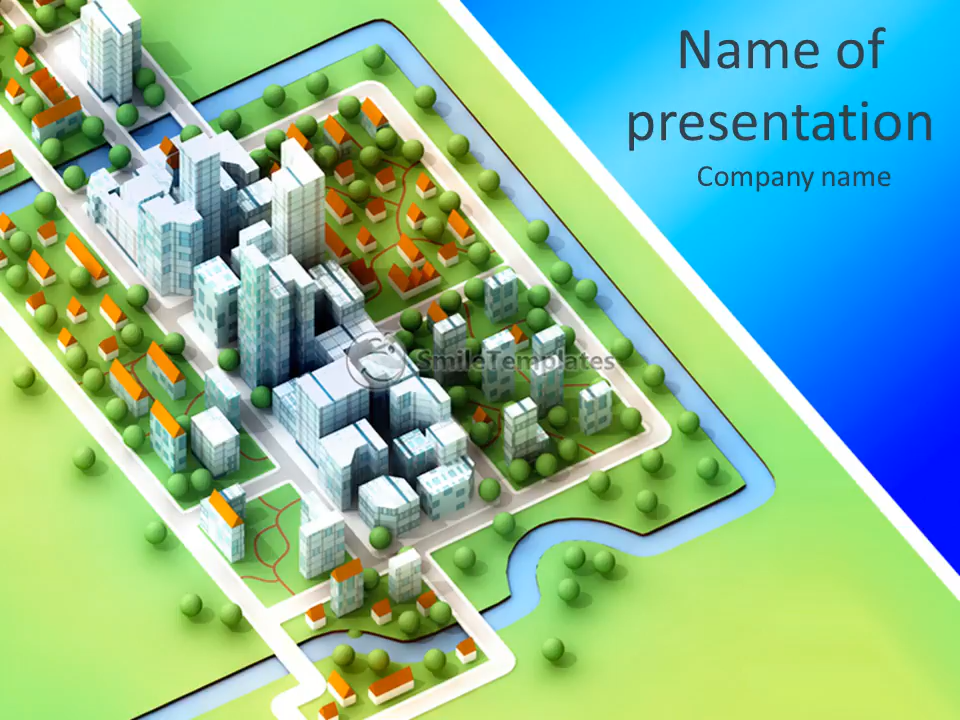 Name of
presentation
Company name
SmileTemplates